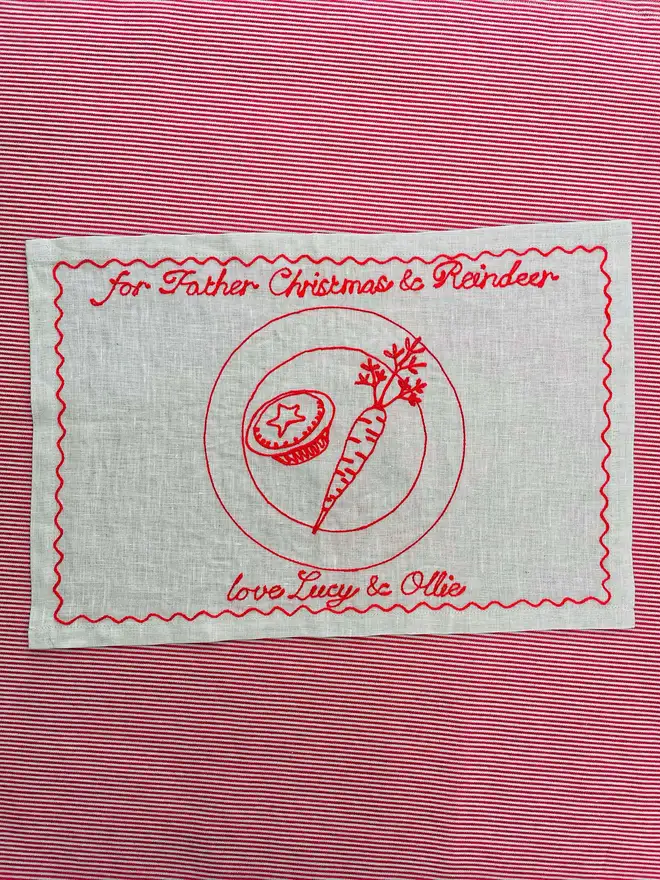 for Father Christmas & Reindeer
love Lucy & Ollie